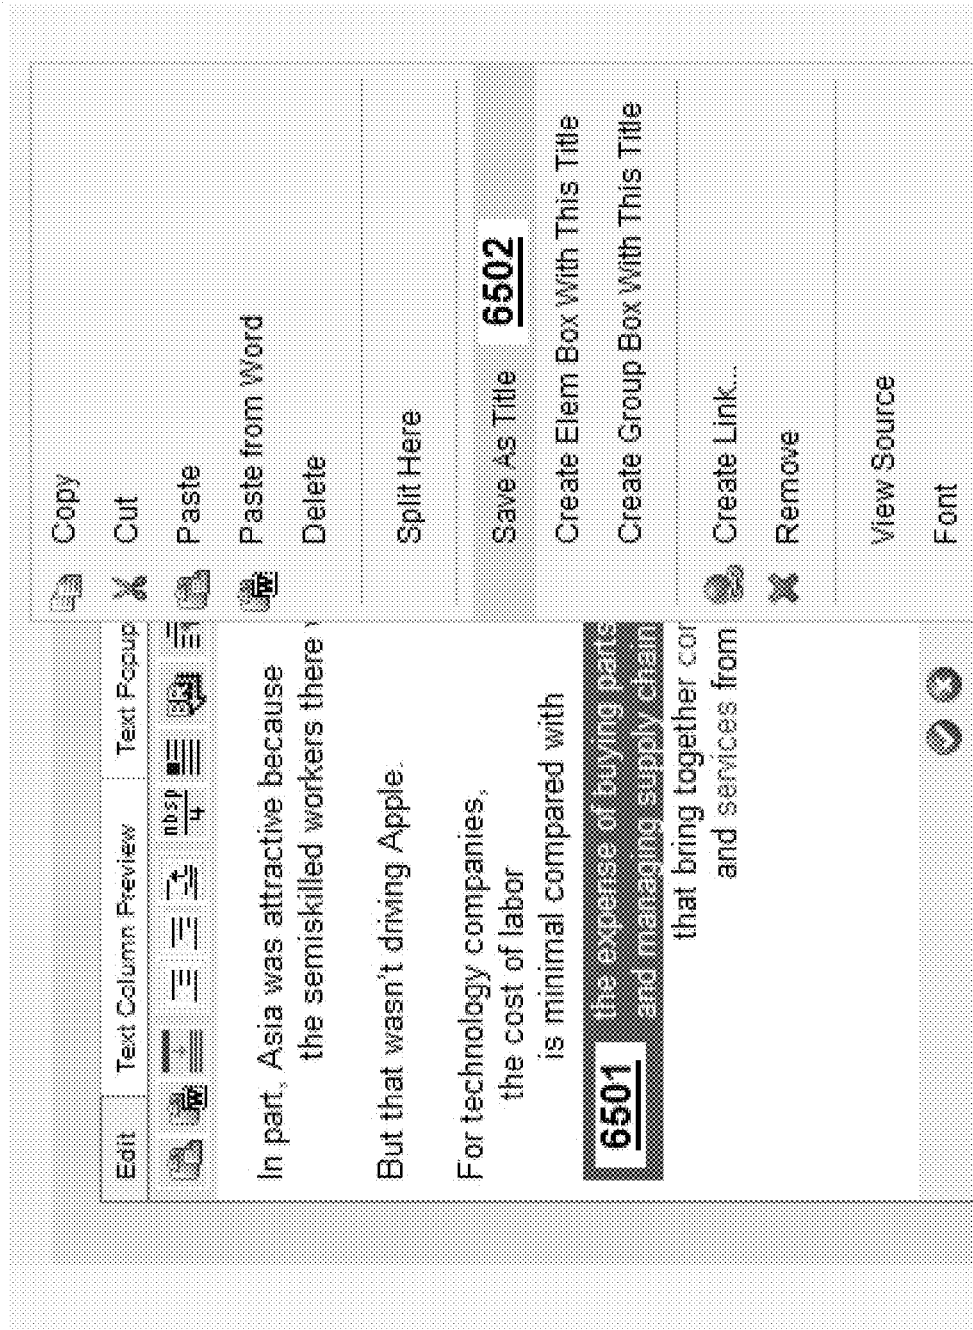 Edit
Text Column Preview
Text Popup
nbsp
In part, Asia was attractive because
the semiskilled workers there
But that wasn't driving Apple.
For technology companies,
the cost of labor
is minimal compared with
6501
the expense of buying parts
and managing supply chain
that bring together
and services from
Copy
Cut
Paste
Paste from Word
Delete
Split Here
Save As Title
6502
Create Elem Box With This Title
Create Group Box With This Title
Create Link...
Remove
View Source
Font